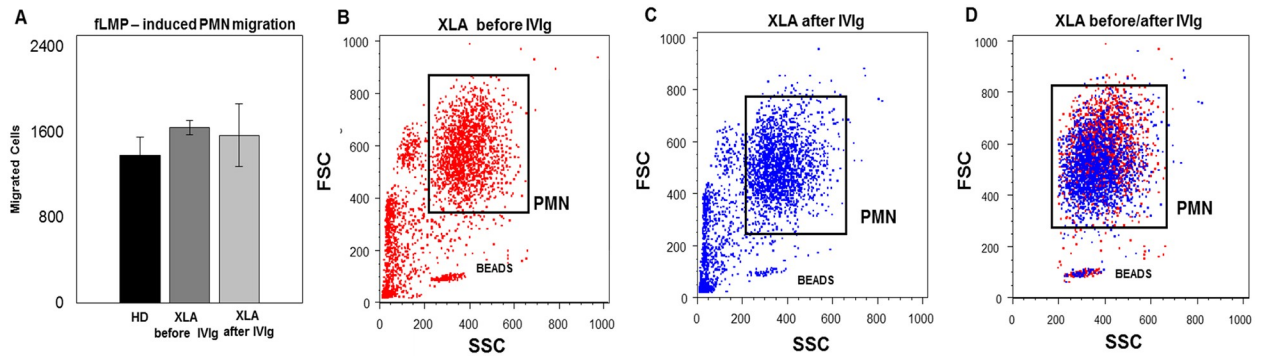 A
fLMP – induced PMN migration
2400
1600
800
0
Migrated Cells
HD
XLA before IVIg
XLA after IVIg
B
XLA before IVIg
1000
800
600
400
200
0
FSC
PMN
BEADS
0 200 400 600 800 1000
SSC
C
XLA after IVIg
1000
800
600
400
200
0
FSC
PMN
BEADS
0 200 400 600 800 1000
SSC
D
XLA before/after IVIg
1000
800
600
400
200
0
FSC
PMN
BEADS
0 200 400 600 800 1000
SSC